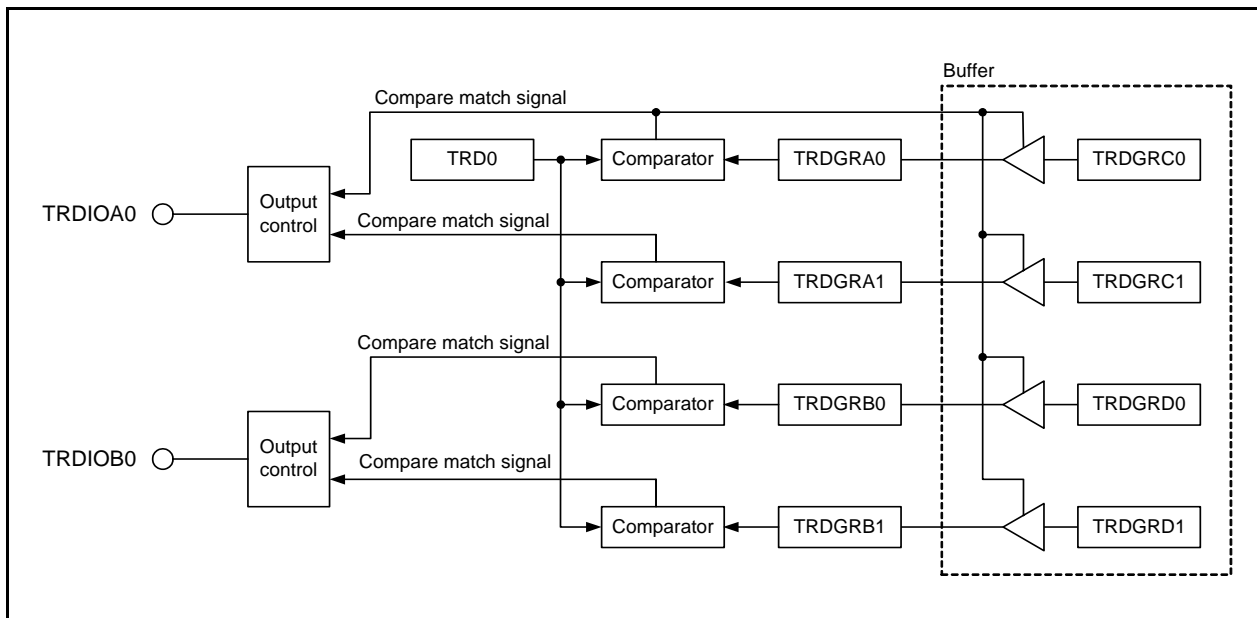 Buffer
Compare match signal
TRD0
Comparator
TRDGRA0
TRDGRC0
TRDIOA0
Output
control
Compare match signal
Comparator
TRDGRA1
TRDGRC1
Compare match signal
Comparator
TRDGRB0
TRDGRD0
TRDIOB0
Output
control
Compare match signal
Comparator
TRDGRB1
TRDGRD1